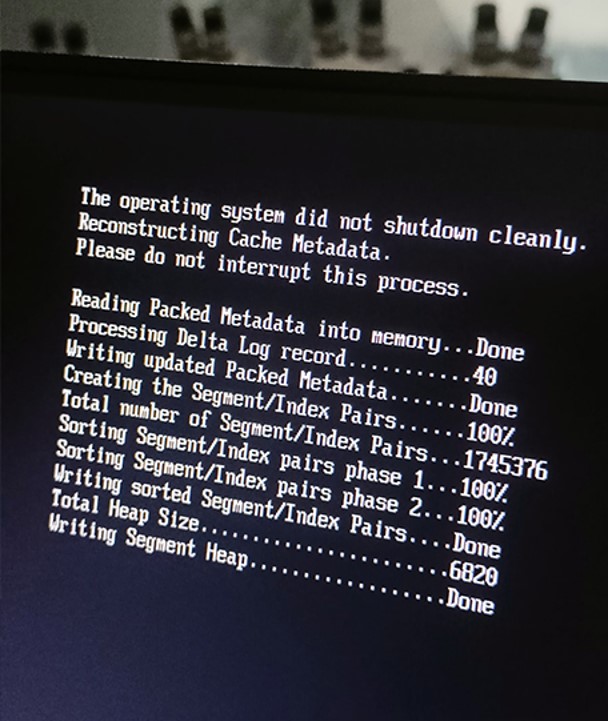 The operating system did not shutdown cleanly.
Reconstructing Cache Metadata.
Please do not interrupt this process.
Reading Packed Metadata into memory...Done
Processing Delta Log record...........40
Writing updated Packed Metadata.......Done
Creating the Segment/Index Pairs......100%
Total number of Segment/Index Pairs...1745376
Sorting Segment/Index pairs phase 1...100%
Sorting Segment/Index pairs phase 2...100%
Writing sorted Segment/Index Pairs....Done
Total Heap Size.......................6820
Writing Segment Heap..................Done